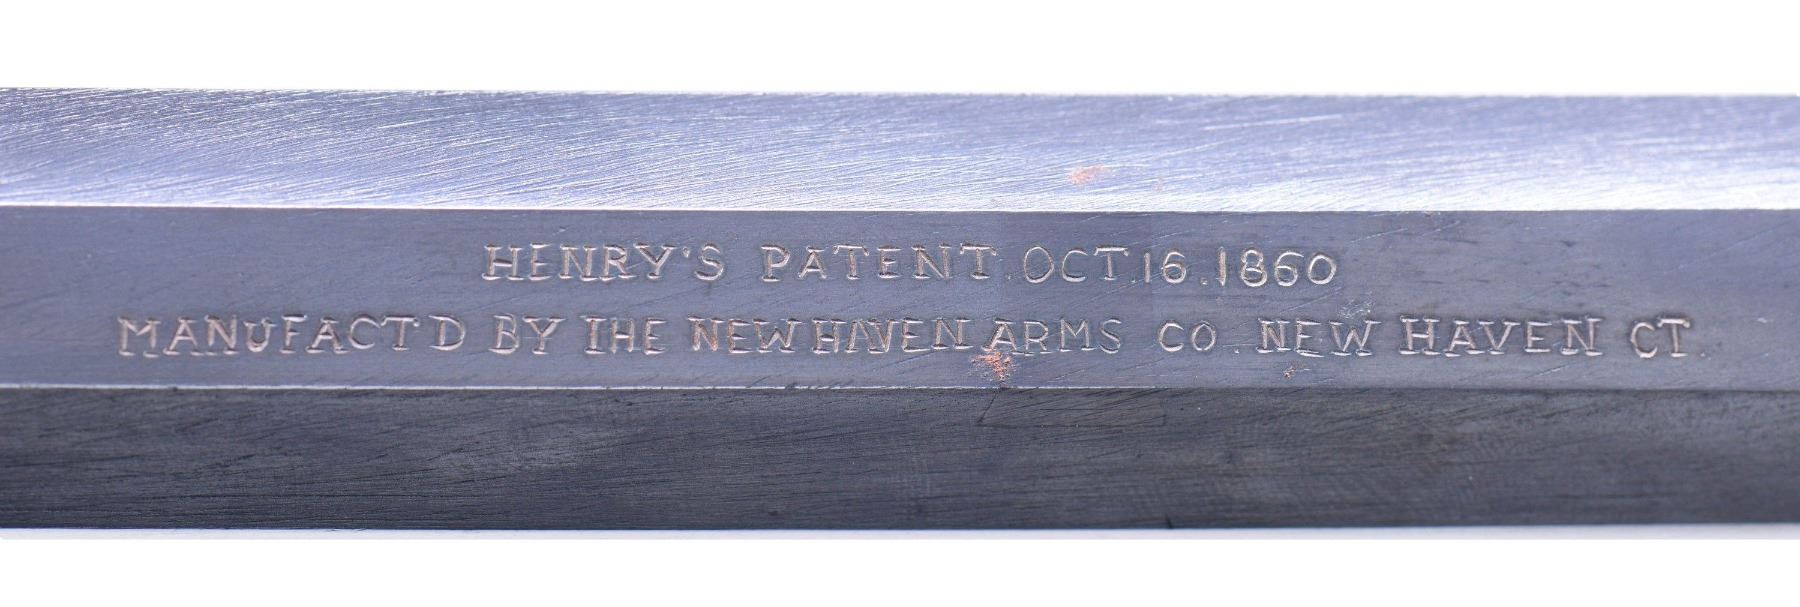 HENRY'S PATENT. OCT. 16. 1860
MANUFACT'D BY THE NEW HAVEN ARMS CO. NEW HAVEN CT.